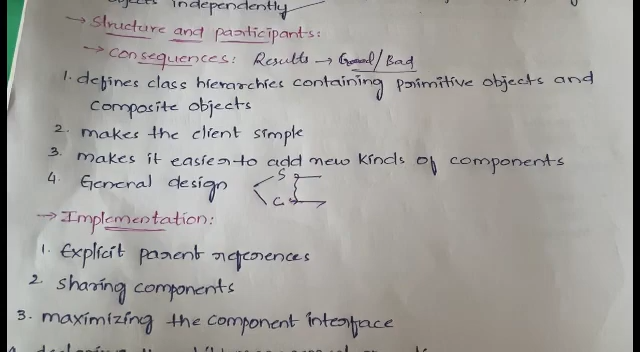 objects independently
→ Structure and participants:
→ Consequences: Results → Good/Bad
1. defines class hierarchies containing primitive objects and
composite objects
2. makes the client simple
3. makes it easier to add new kinds of components
4. General design S
C
→ Implementation:
1. Explicit parent references
2. sharing components
3. maximizing the component interface